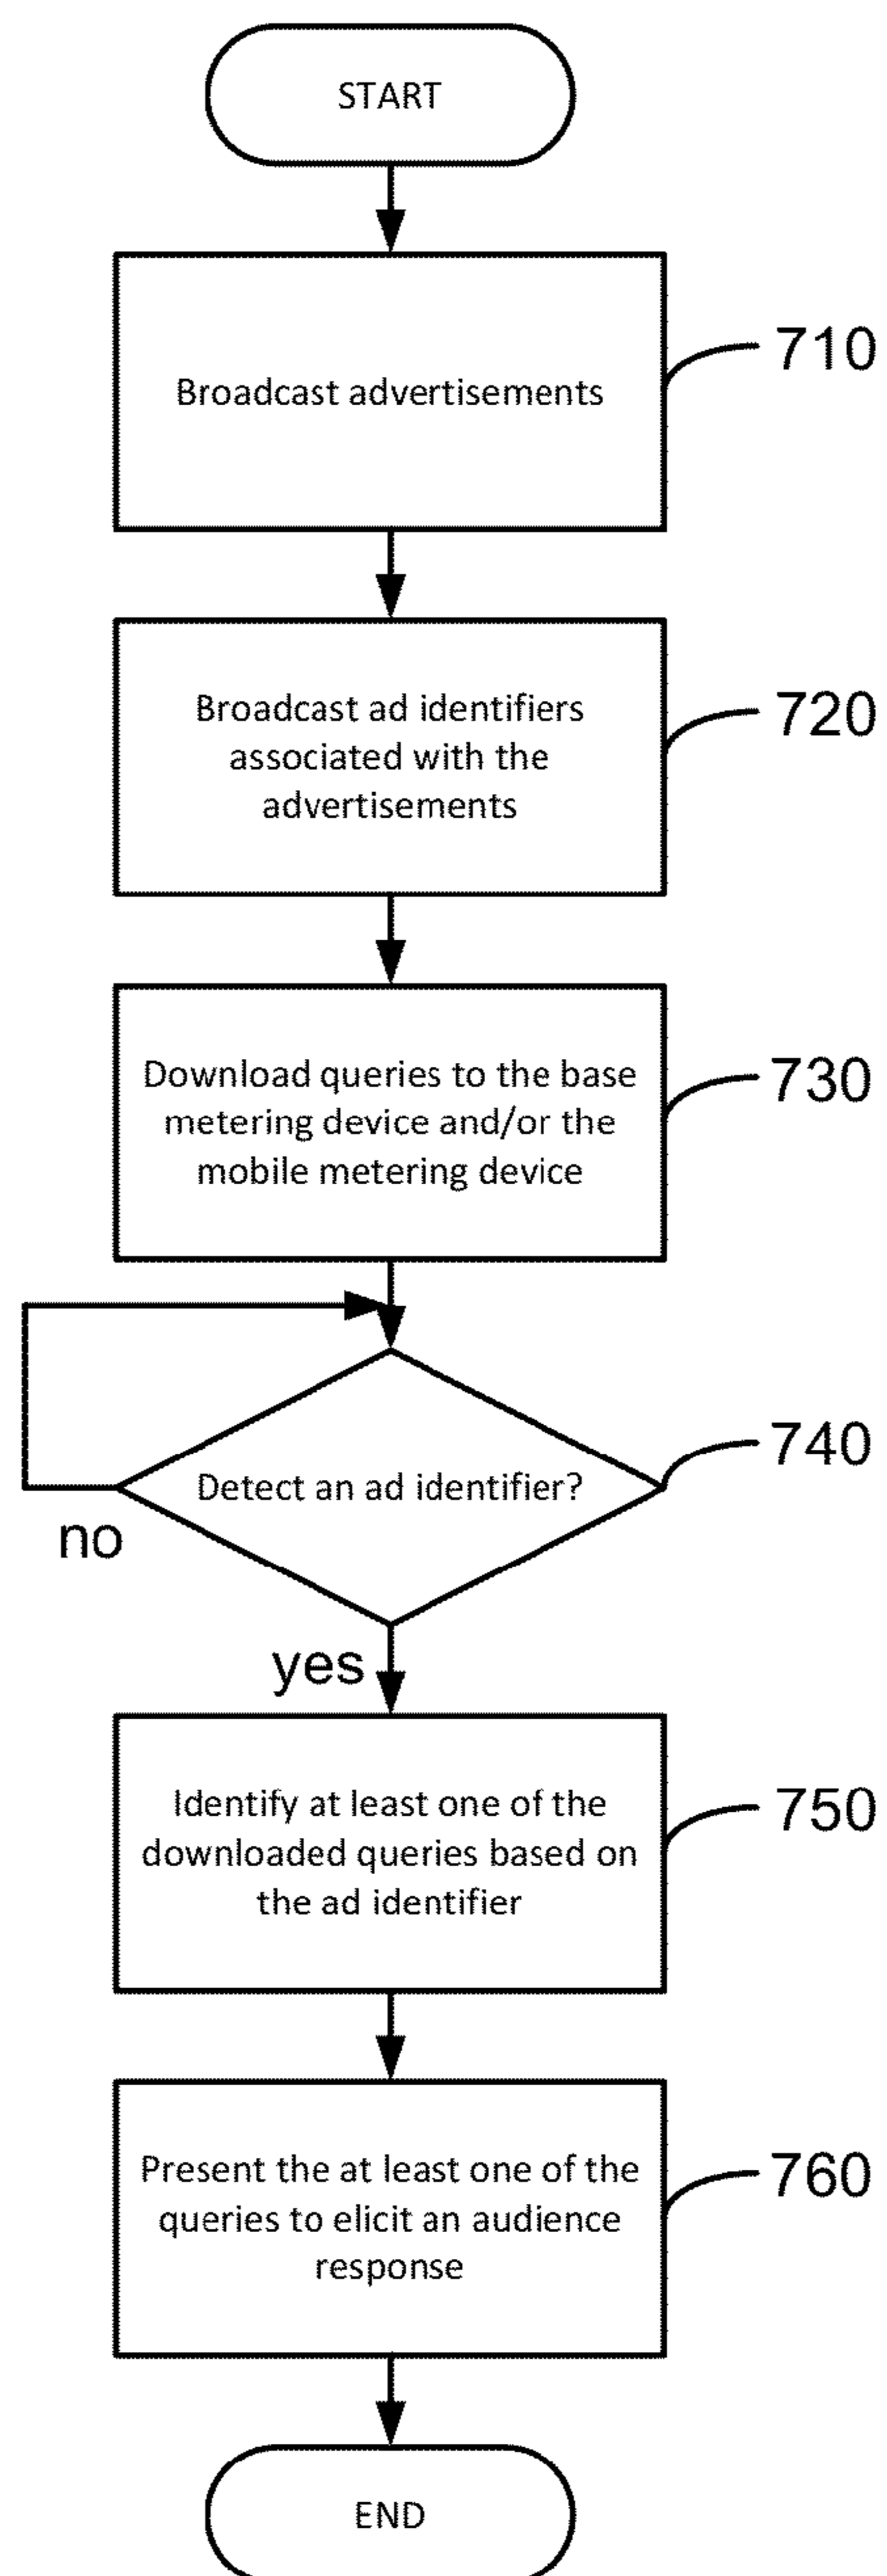 START
Broadcast advertisements
710
Broadcast ad identifiers
associated with the
advertisements
720
Download queries to the base
metering device and/or the
mobile metering device
730
Detect an ad identifier?
740
no
yes
Identify at least one of the
downloaded queries based on
the ad identifier
750
Present the at least one of the
queries to elicit an audience
response
760
END